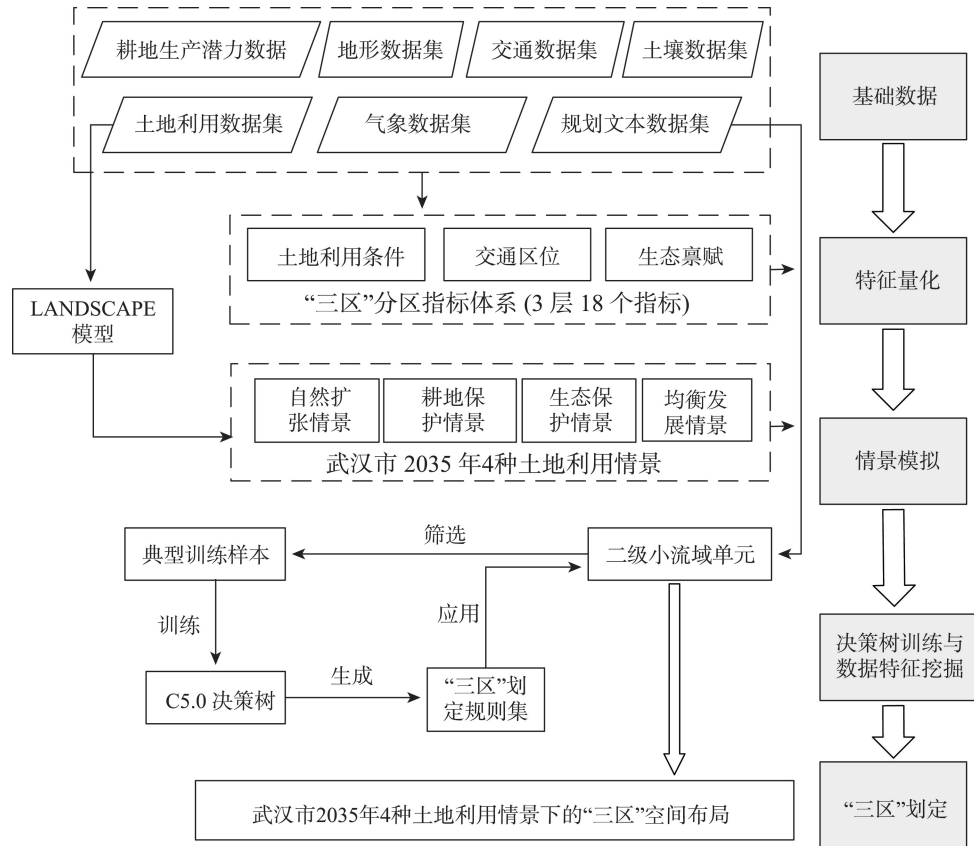 耕地生产潜力数据
地形数据集
交通数据集
土壤数据集
土地利用数据集
气象数据集
规划文本数据集
基础数据
土地利用条件
交通区位
生态禀赋
“三区”分区指标体系 (3 层 18 个指标)
特征量化
LANDSCAPE
模型
自然扩
张情景
耕地保
护情景
生态保
护情景
均衡发
展情景
武汉市 2035 年4种土地利用情景
情景模拟
典型训练样本
筛选
二级小流域单元
训练
应用
C5.0 决策树
生成
“三区”划
定规则集
决策树训练与
数据特征挖掘
武汉市2035年4种土地利用情景下的“三区”空间布局
“三区”划定